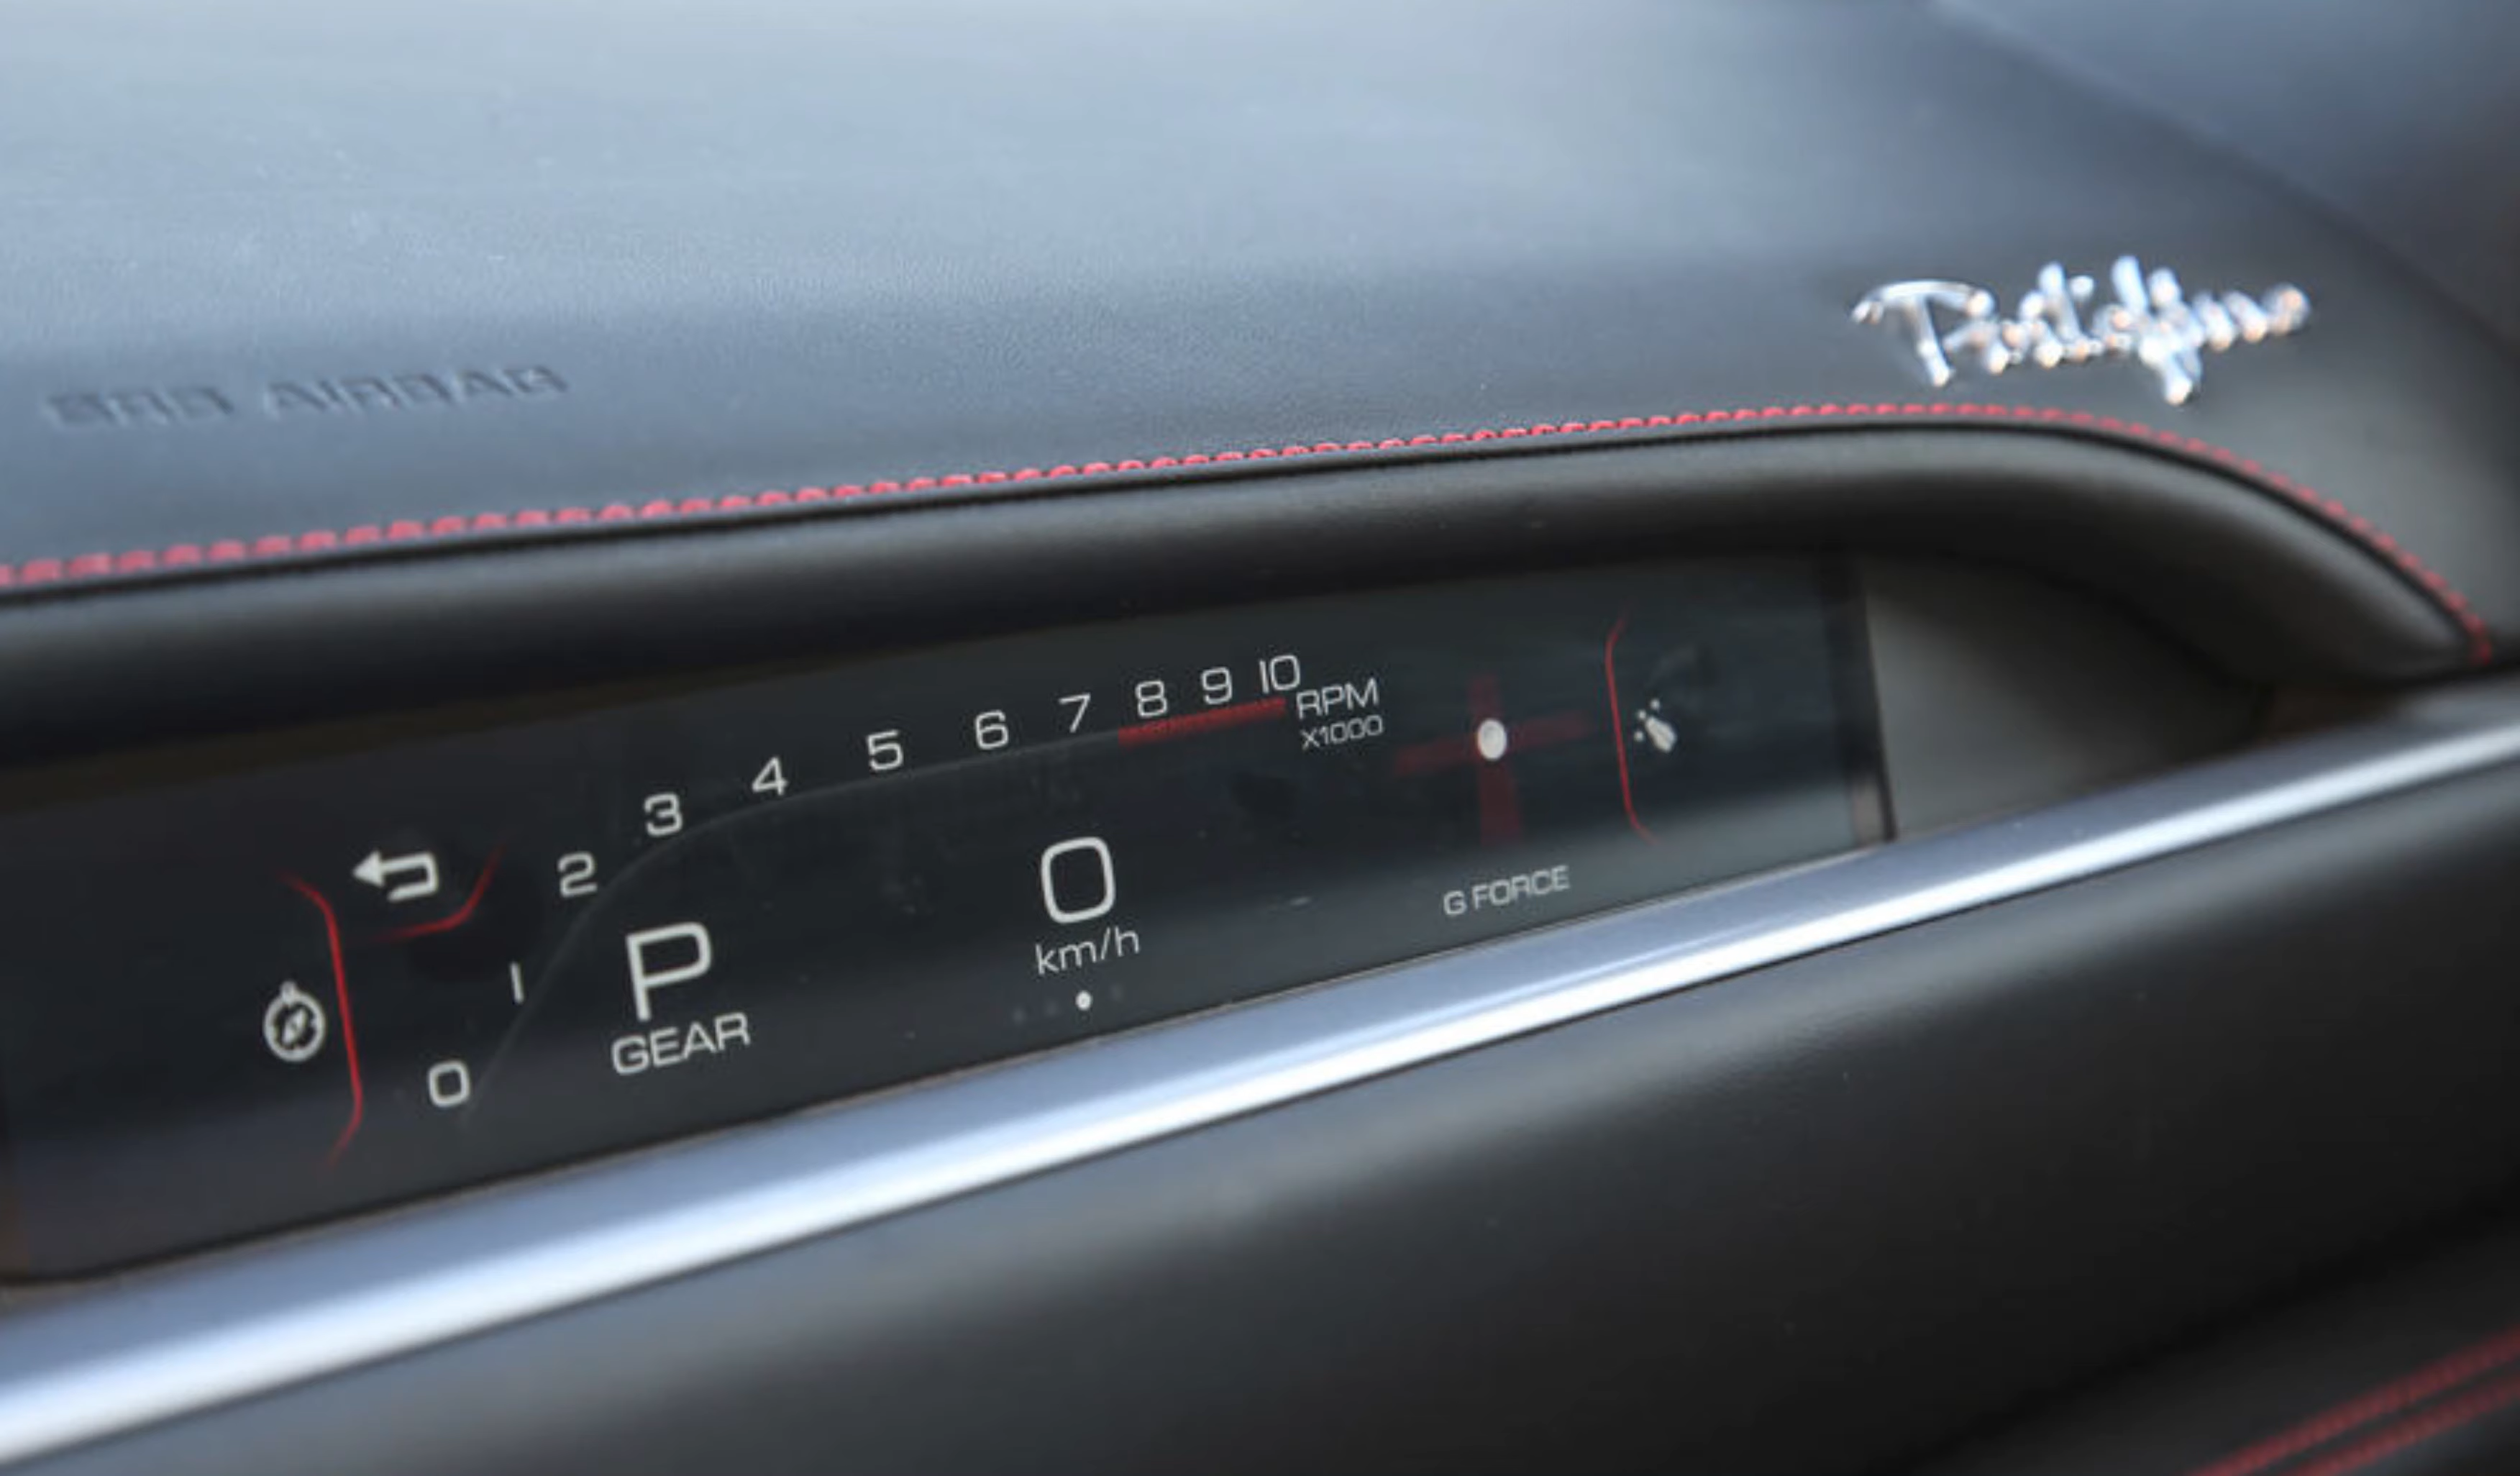 SRS AIRBAG
Portofino
0 1 2 3 4 5 6 7 8 9 10
RPM
X1000
P
GEAR
0
km/h
G FORCE